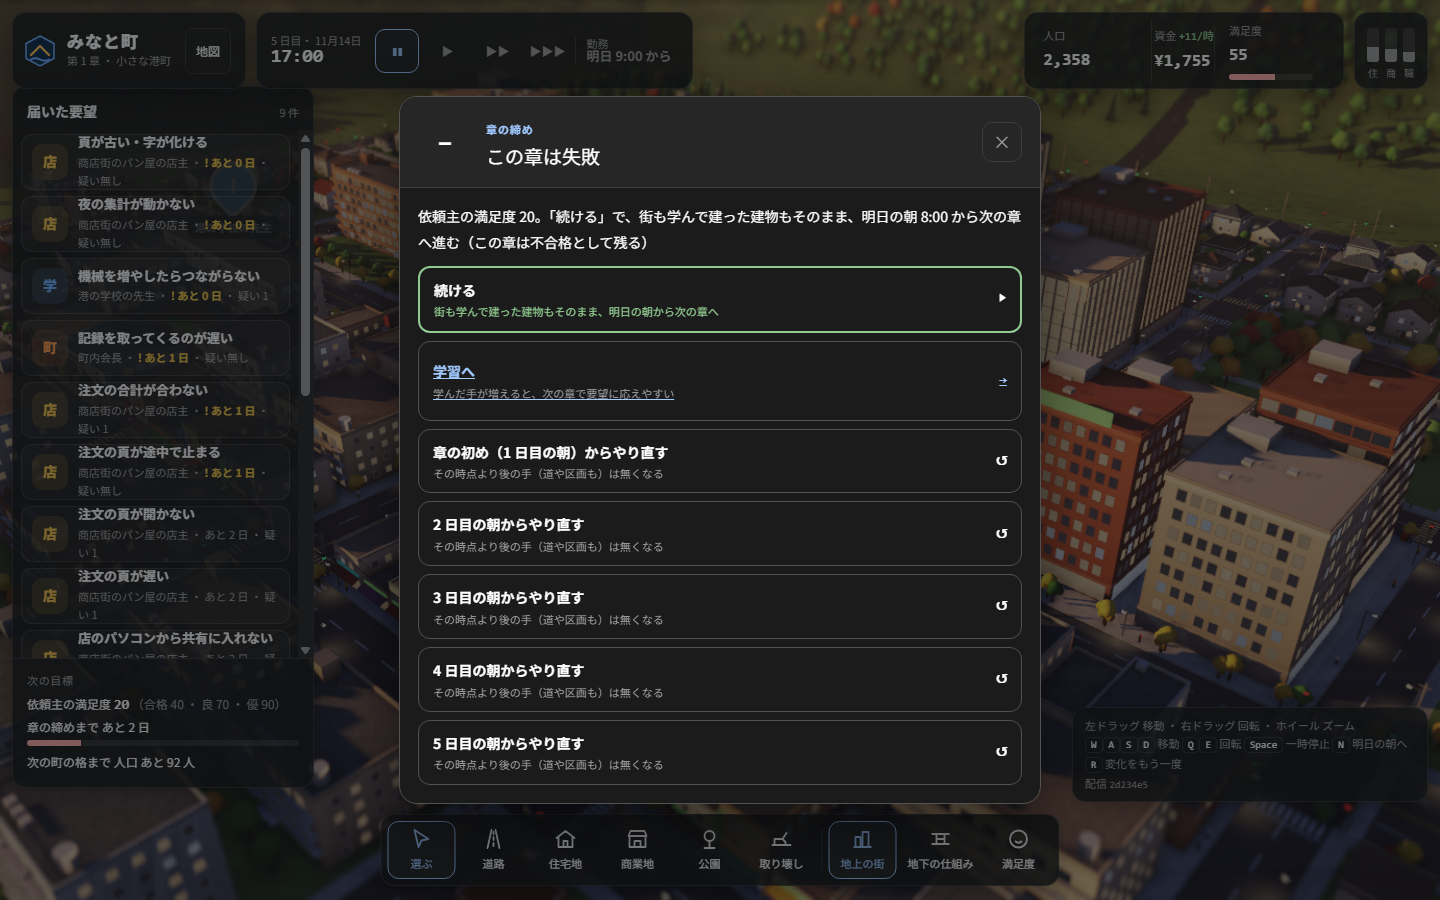 みなと町
第1章・小さな港町
地図
5日目・11月14日
17:00
勤務
明日 9:00 から
人口
2,358
資金 +11/時
¥1,755
満足度
55
住 商 職
届いた要望
9件
頁が古い・字が化ける
店
商店街のパン屋の店主・!あと0日・
疑い無し
夜の集計が動かない
店
商店街のパン屋の店主・!あと0日・
疑い無し
機械を増やしたらつながらない
学
港の学校の先生・!あと0日・疑い1
記録を取ってくるのが遅い
町
町内会長・!あと1日・疑い無し
注文の合計が合わない
店
商店街のパン屋の店主・!あと1日・
疑い1
注文の頁が途中で止まる
店
商店街のパン屋の店主・!あと1日・
疑い無し
注文の頁が開かない
店
商店街のパン屋の店主・あと2日・疑
い1
注文の頁が遅い
店
商店街のパン屋の店主・あと2日・疑
い1
店のパソコンから共有に入れない
次の目標
依頼主の満足度 20（合格 40・良 70・優 90）
章の締めまで あと2日
次の町の格まで 人口 あと 92人
章の締め
この章は失敗
依頼主の満足度 20。「続ける」で、街も学んで建った建物もそのまま、明日の朝 8:00 から次の章
へ進む（この章は不合格として残る）
続ける
街も学んで建った建物もそのまま、明日の朝から次の章へ
学習へ
学んだ手が増えると、次の章で要望に応えやすい
章の初め（1日目の朝）からやり直す
その時点より後の手（道や区画も）は無くなる
2日目の朝からやり直す
その時点より後の手（道や区画も）は無くなる
3日目の朝からやり直す
その時点より後の手（道や区画も）は無くなる
4日目の朝からやり直す
その時点より後の手（道や区画も）は無くなる
5日目の朝からやり直す
その時点より後の手（道や区画も）は無くなる
左ドラッグ 移動・右ドラッグ 回転・ホイール ズーム
W A S D 移動 Q E 回転 Space 一時停止 N 明日の朝へ
R 変化をもう一度
配信 2d234e5
選ぶ
道路
住宅地
商業地
公園
取り壊し
地上の街
地下の仕組み
満足度